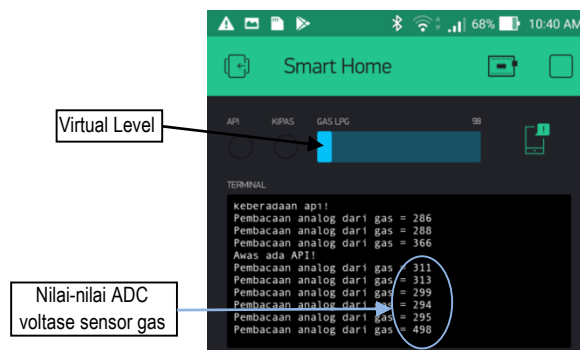 68% 10:40 AM
Smart Home
Virtual Level
API KIPAS GAS LPG 98
TERMINAL
keberadaan api!
Pembacaan analog dari gas = 286
Pembacaan analog dari gas = 288
Pembacaan analog dari gas = 366
Awas ada API!
Pembacaan analog dari gas = 311
Pembacaan analog dari gas = 313
Pembacaan analog dari gas = 299
Pembacaan analog dari gas = 294
Pembacaan analog dari gas = 295
Pembacaan analog dari gas = 498
Nilai-nilai ADC
voltase sensor gas